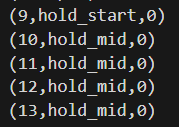 (9,hold_start,0)
(10,hold_mid,0)
(11,hold_mid,0)
(12,hold_mid,0)
(13,hold_mid,0)